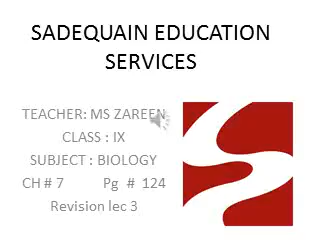 SADEQUAIN EDUCATION
SERVICES
TEACHER: MS ZAREEN
CLASS : IX
SUBJECT : BIOLOGY
CH # 7 Pg # 124
Revision lec 3